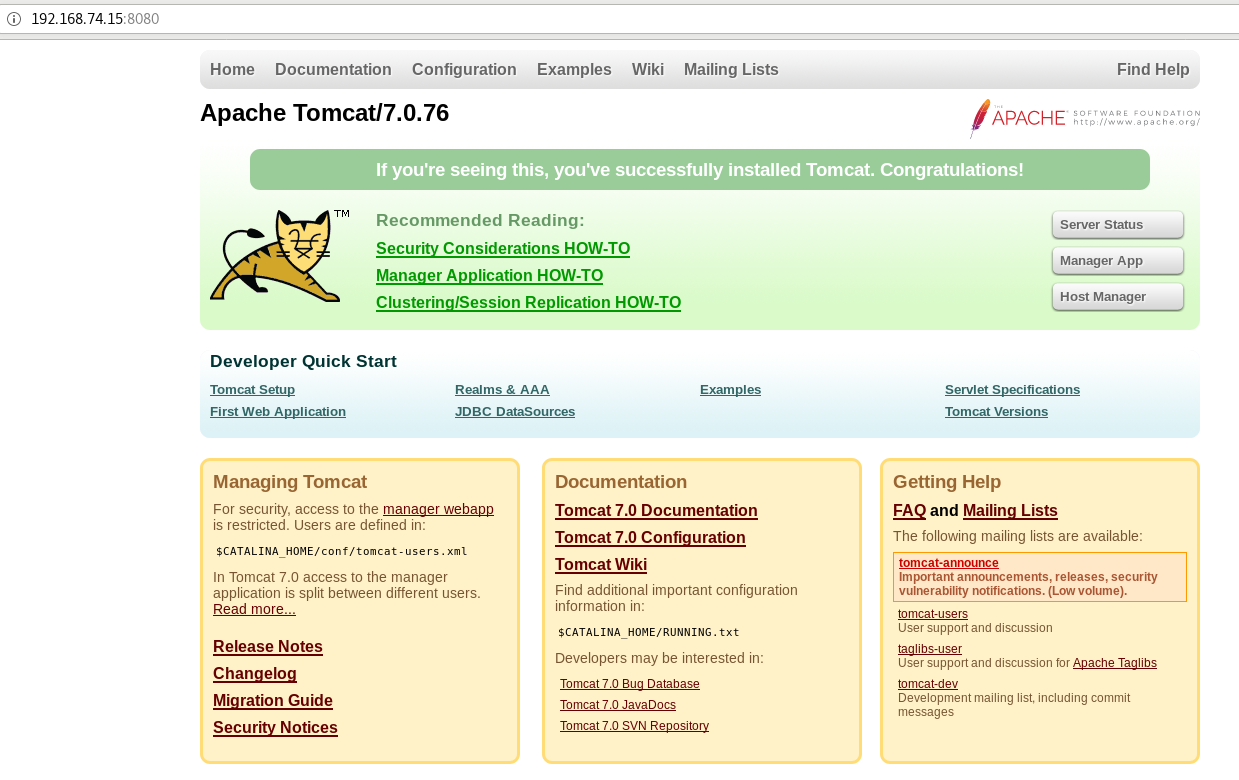 192.168.74.15:8080
Home Documentation Configuration Examples Wiki Mailing Lists Find Help
Apache Tomcat/7.0.76
THE APACHE® SOFTWARE FOUNDATION
http://www.apache.org/
If you're seeing this, you've successfully installed Tomcat. Congratulations!
TM
Recommended Reading:
Security Considerations HOW-TO
Manager Application HOW-TO
Clustering/Session Replication HOW-TO
Server Status
Manager App
Host Manager
Developer Quick Start
Tomcat Setup
First Web Application
Realms & AAA
JDBC DataSources
Examples
Servlet Specifications
Tomcat Versions
Managing Tomcat
For security, access to the manager webapp
is restricted. Users are defined in:
$CATALINA_HOME/conf/tomcat-users.xml
In Tomcat 7.0 access to the manager
application is split between different users.
Read more...
Release Notes
Changelog
Migration Guide
Security Notices
Documentation
Tomcat 7.0 Documentation
Tomcat 7.0 Configuration
Tomcat Wiki
Find additional important configuration
information in:
$CATALINA_HOME/RUNNING.txt
Developers may be interested in:
Tomcat 7.0 Bug Database
Tomcat 7.0 JavaDocs
Tomcat 7.0 SVN Repository
Getting Help
FAQ and Mailing Lists
The following mailing lists are available:
tomcat-announce
Important announcements, releases, security
vulnerability notifications. (Low volume).
tomcat-users
User support and discussion
taglibs-user
User support and discussion for Apache Taglibs
tomcat-dev
Development mailing list, including commit
messages